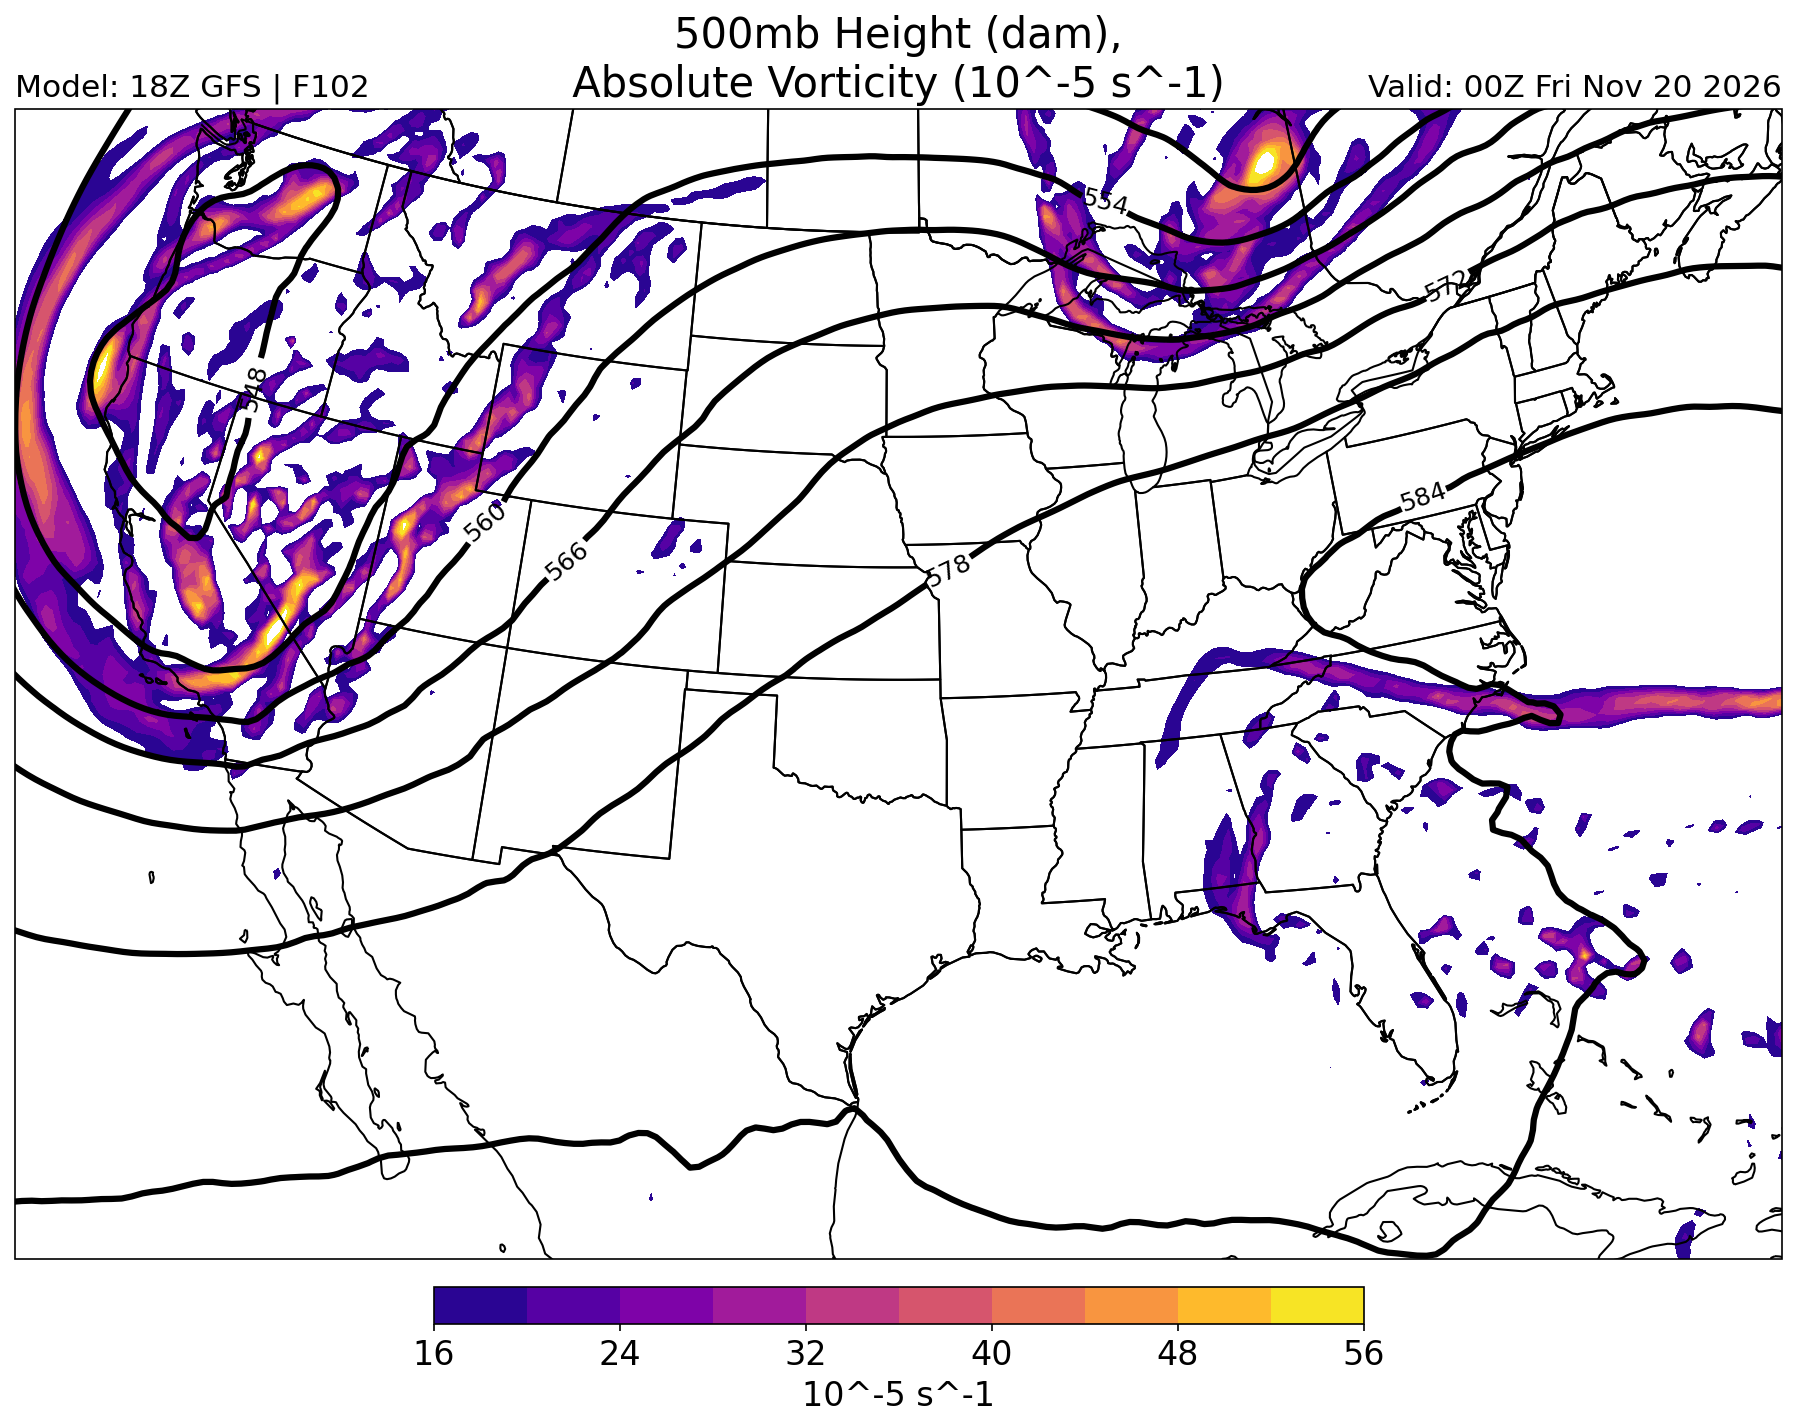 500mb Height (dam),
Absolute Vorticity (10^-5 s^-1)
Model: 18Z GFS | F102
Valid: 00Z Fri Nov 20 2026
554
572
548
584
560
566
578
16 24 32 40 48 56
10^-5 s^-1